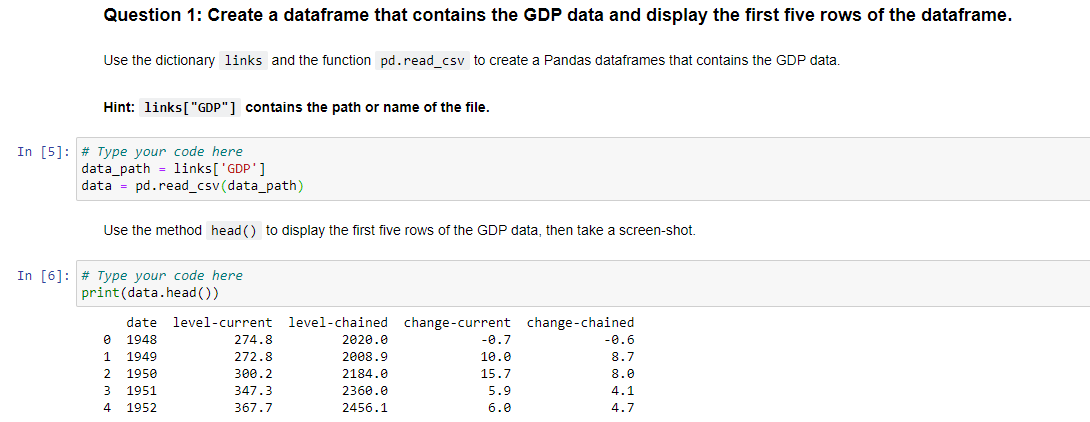 Question 1: Create a dataframe that contains the GDP data and display the first five rows of the dataframe.
Use the dictionary links and the function pd.read_csv to create a Pandas dataframes that contains the GDP data.
Hint: links["GDP"] contains the path or name of the file.
In [5]: # Type your code here
data_path = links['GDP']
data = pd.read_csv(data_path)
Use the method head() to display the first five rows of the GDP data, then take a screen-shot.
In [6]: # Type your code here
print(data.head())
date level-current level-chained change-current change-chained
0 1948 274.8 2020.0 -0.7 -0.6
1 1949 272.8 2008.9 10.0 8.7
2 1950 300.2 2184.0 15.7 8.0
3 1951 347.3 2360.0 5.9 4.1
4 1952 367.7 2456.1 6.0 4.7